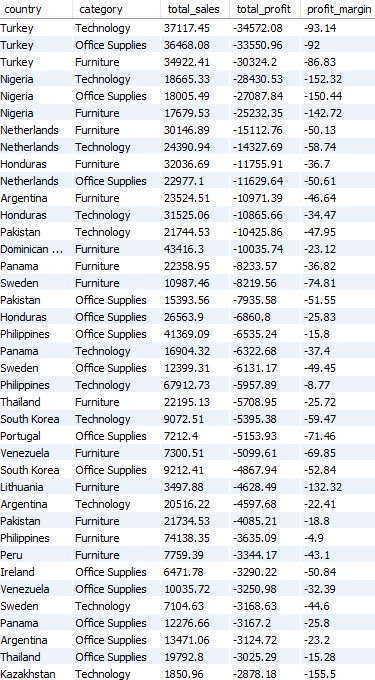 country category total_sales total_profit profit_margin
Turkey Technology 37117.45 -34572.08 -93.14
Turkey Office Supplies 36468.08 -33550.96 -92
Turkey Furniture 34922.41 -30324.2 -86.83
Nigeria Technology 18665.33 -28430.53 -152.32
Nigeria Office Supplies 18005.49 -27087.84 -150.44
Nigeria Furniture 17679.53 -25232.35 -142.72
Netherlands Furniture 30146.89 -15112.76 -50.13
Netherlands Technology 24390.94 -14327.69 -58.74
Honduras Furniture 32036.69 -11755.91 -36.7
Netherlands Office Supplies 22977.1 -11629.64 -50.61
Argentina Furniture 23524.51 -10971.39 -46.64
Honduras Technology 31525.06 -10865.66 -34.47
Pakistan Technology 21744.53 -10425.86 -47.95
Dominican ... Furniture 43416.3 -10035.74 -23.12
Panama Furniture 22358.95 -8233.57 -36.82
Sweden Furniture 10987.46 -8219.56 -74.81
Pakistan Office Supplies 15393.56 -7935.58 -51.55
Honduras Office Supplies 26563.9 -6860.8 -25.83
Philippines Office Supplies 41369.09 -6535.24 -15.8
Panama Technology 16904.32 -6322.68 -37.4
Sweden Office Supplies 12399.31 -6131.17 -49.45
Philippines Technology 67912.73 -5957.89 -8.77
Thailand Furniture 22195.13 -5708.95 -25.72
South Korea Technology 9072.51 -5395.38 -59.47
Portugal Office Supplies 7212.4 -5153.93 -71.46
Venezuela Furniture 7300.51 -5099.61 -69.85
South Korea Office Supplies 9212.41 -4867.94 -52.84
Lithuania Furniture 3497.88 -4628.49 -132.32
Argentina Technology 20516.22 -4597.68 -22.41
Pakistan Furniture 21734.53 -4085.21 -18.8
Philippines Furniture 74138.35 -3635.09 -4.9
Peru Furniture 7759.39 -3344.17 -43.1
Ireland Office Supplies 6471.78 -3290.22 -50.84
Venezuela Office Supplies 10035.72 -3250.98 -32.39
Sweden Technology 7104.63 -3168.63 -44.6
Panama Office Supplies 12276.66 -3167.2 -25.8
Argentina Office Supplies 13471.06 -3124.72 -23.2
Thailand Office Supplies 19792.8 -3025.29 -15.28
Kazakhstan Technology 1850.96 -2878.18 -155.5